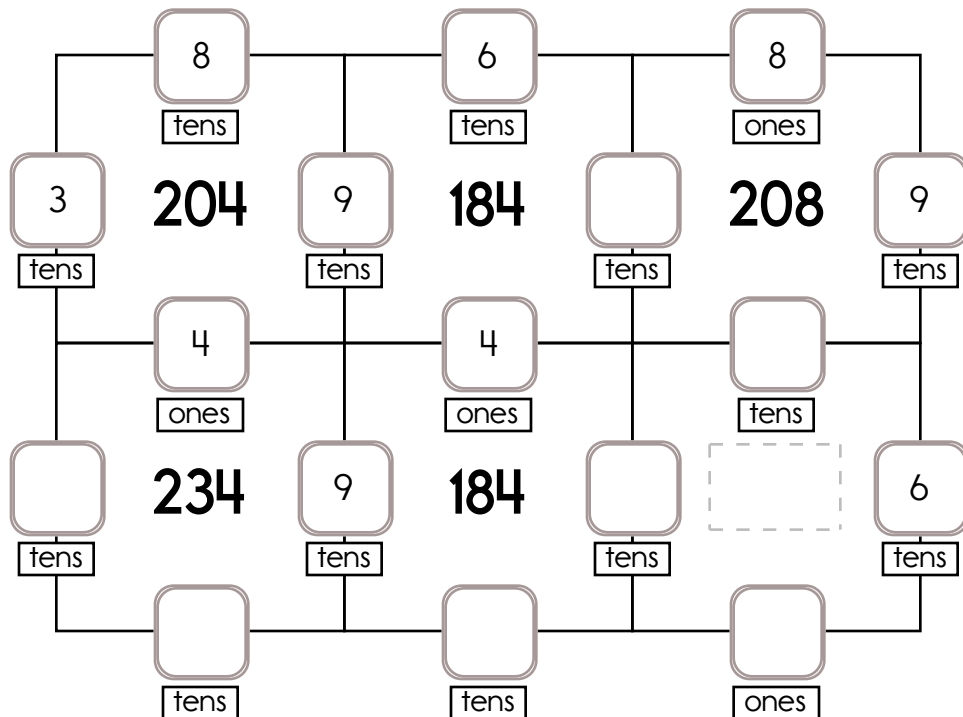 8 6 8
tens tens ones
3 204 9 184 208 9
tens tens tens tens
4 4
ones ones tens
234 9 184 6
tens tens tens tens
tens tens ones